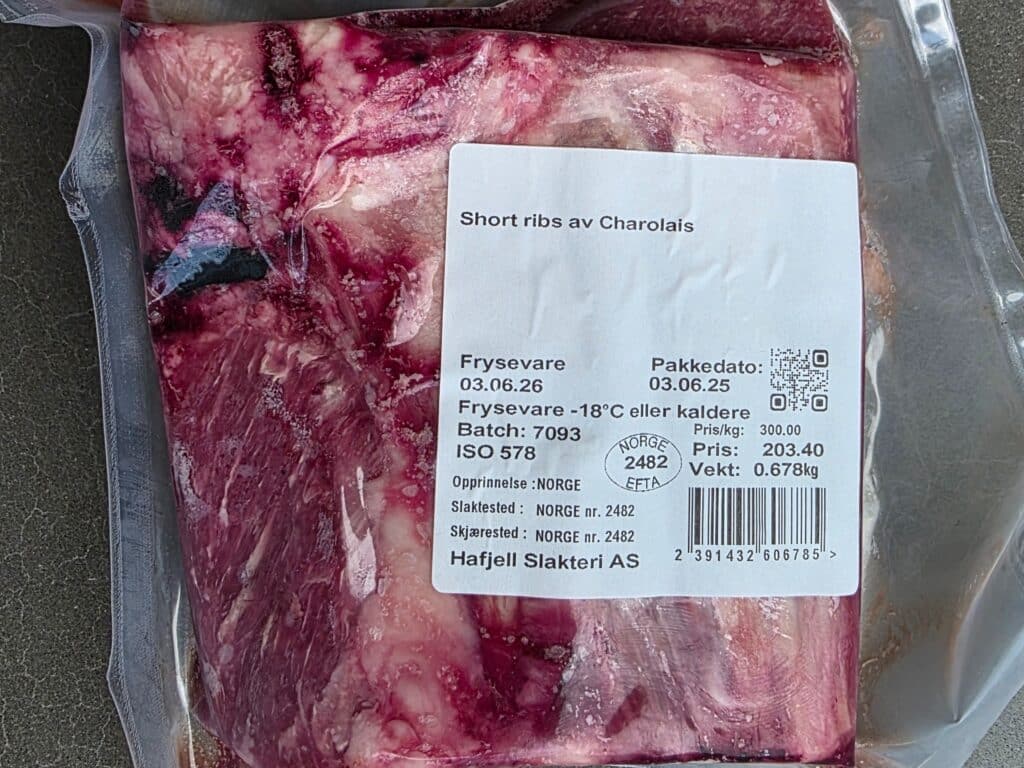 Short ribs av Charolais
Frysevare
03.06.26
Pakkedato:
03.06.25
Frysevare -18°C eller kaldere
Batch: 7093
ISO 578
NORGE
2482
EFTA
Pris/kg: 300.00
Pris: 203.40
Vekt: 0.678kg
Opprinnelse :NORGE
Slaktested : NORGE nr. 2482
Skjærested : NORGE nr. 2482
Hafjell Slakteri AS
2 391432 606785 >